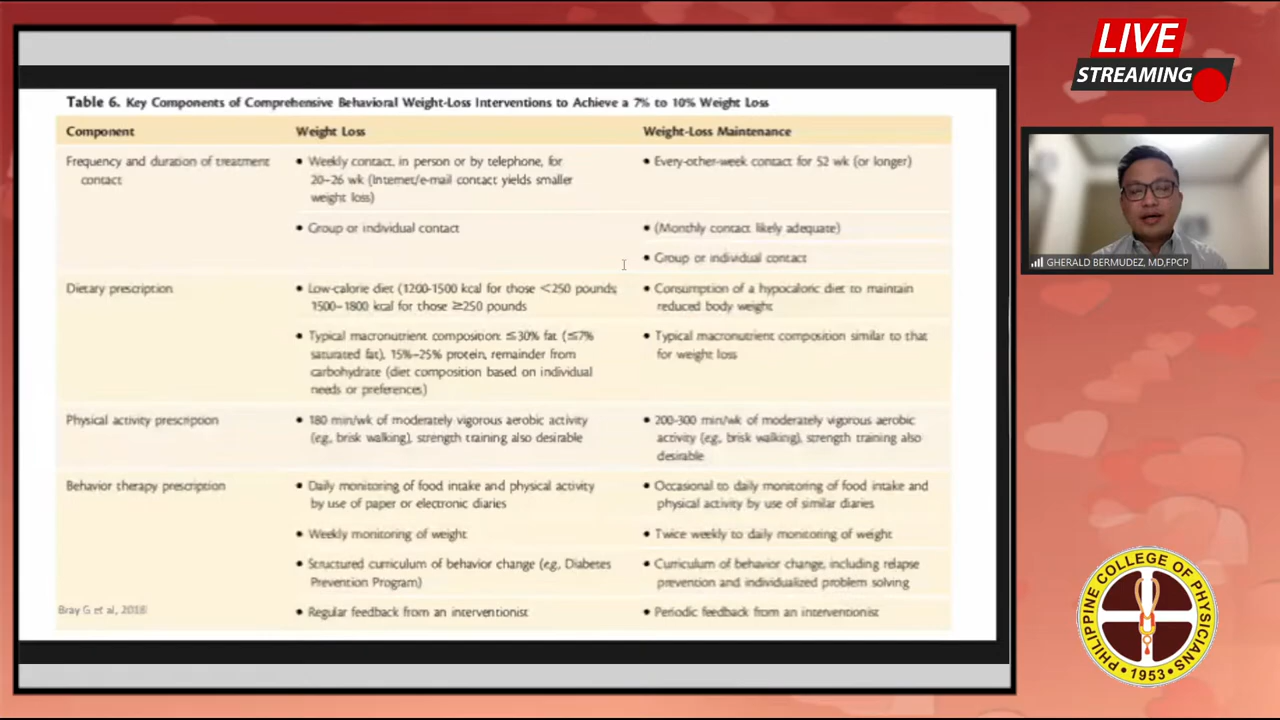 Table 6. Key Components of Comprehensive Behavioral Weight-Loss Interventions to Achieve a 7% to 10% Weight Loss
Component
Weight Loss
Weight-Loss Maintenance
Frequency and duration of treatment
contact
• Weekly contact, in person or by telephone, for
20–26 wk (Internet/e-mail contact yields smaller
weight loss)
• Every-other-week contact for 52 wk (or longer)
• Group or individual contact
• (Monthly contact likely adequate)
• Group or individual contact
Dietary prescription
• Low-calorie diet (1200-1500 kcal for those <250 pounds;
1500–1800 kcal for those ≥250 pounds
• Consumption of a hypocaloric diet to maintain
reduced body weight
• Typical macronutrient composition: ≤30% fat (≤7%
saturated fat), 15%–25% protein, remainder from
carbohydrate (diet composition based on individual
needs or preferences)
• Typical macronutrient composition similar to that
for weight loss
Physical activity prescription
• 180 min/wk of moderately vigorous aerobic activity
(e.g., brisk walking), strength training also desirable
• 200-300 min/wk of moderately vigorous aerobic
activity (e.g., brisk walking), strength training also
desirable
Behavior therapy prescription
• Daily monitoring of food intake and physical activity
by use of paper or electronic diaries
• Occasional to daily monitoring of food intake and
physical activity by use of similar diaries
• Weekly monitoring of weight
• Twice weekly to daily monitoring of weight
• Structured curriculum of behavior change (e.g., Diabetes
Prevention Program)
• Curriculum of behavior change, including relapse
prevention and individualized problem solving
• Regular feedback from an interventionist
• Periodic feedback from an interventionist
Bray G et al, 2016
LIVE
STREAMING
GHERALD BERMUDEZ, MD,FPCP
PHILIPPINE COLLEGE OF PHYSICIANS
1953